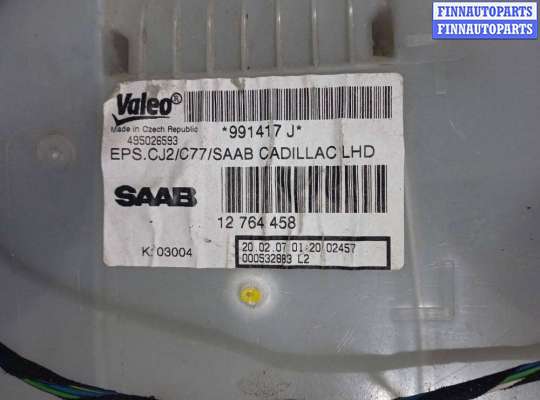 FINNAUTOPARTS
FINNAUTOPARTS
Valeo®
Made in Czech Republic
495026593
*991417 J*
EPS.CJ2/C77/SAAB CADILLAC LHD
SAAB
12 764 458
K: 03004
20 02 07 01:20 02457
000532883 L2